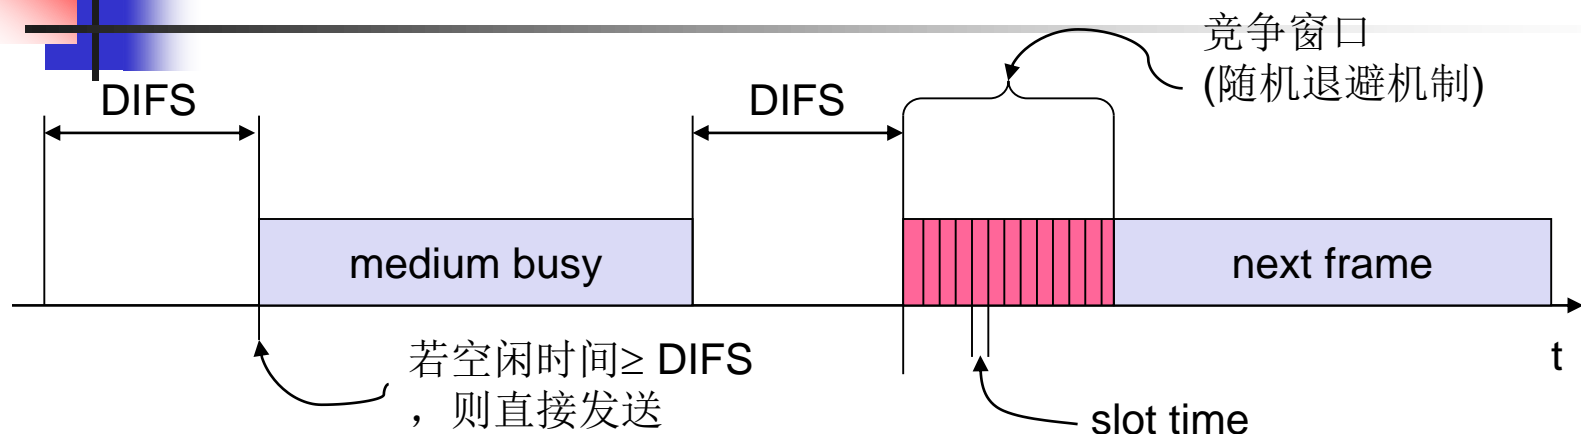 竞争窗口
(随机退避机制)
DIFS
DIFS
medium busy
next frame
若空闲时间≥ DIFS
，则直接发送
t
slot time